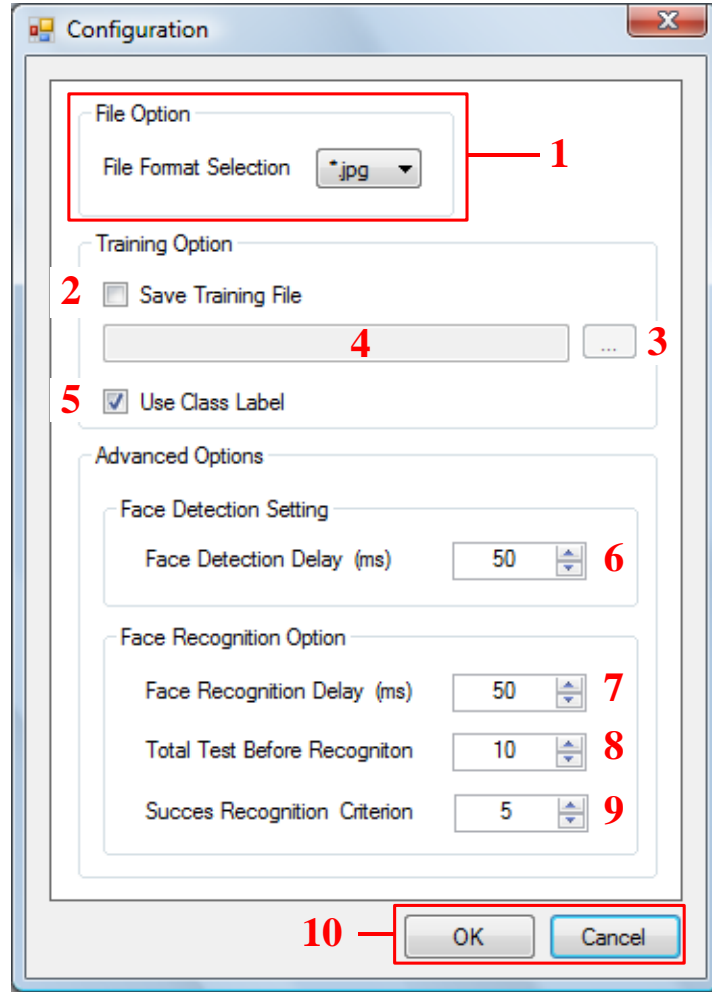 Configuration
File Option
File Format Selection *.jpg
1
Training Option
2 Save Training File
4 ... 3
5 Use Class Label
Advanced Options
Face Detection Setting
Face Detection Delay (ms) 50 6
Face Recognition Option
Face Recognition Delay (ms) 50 7
Total Test Before Recogniton 10 8
Succes Recognition Criterion 5 9
10 OK Cancel